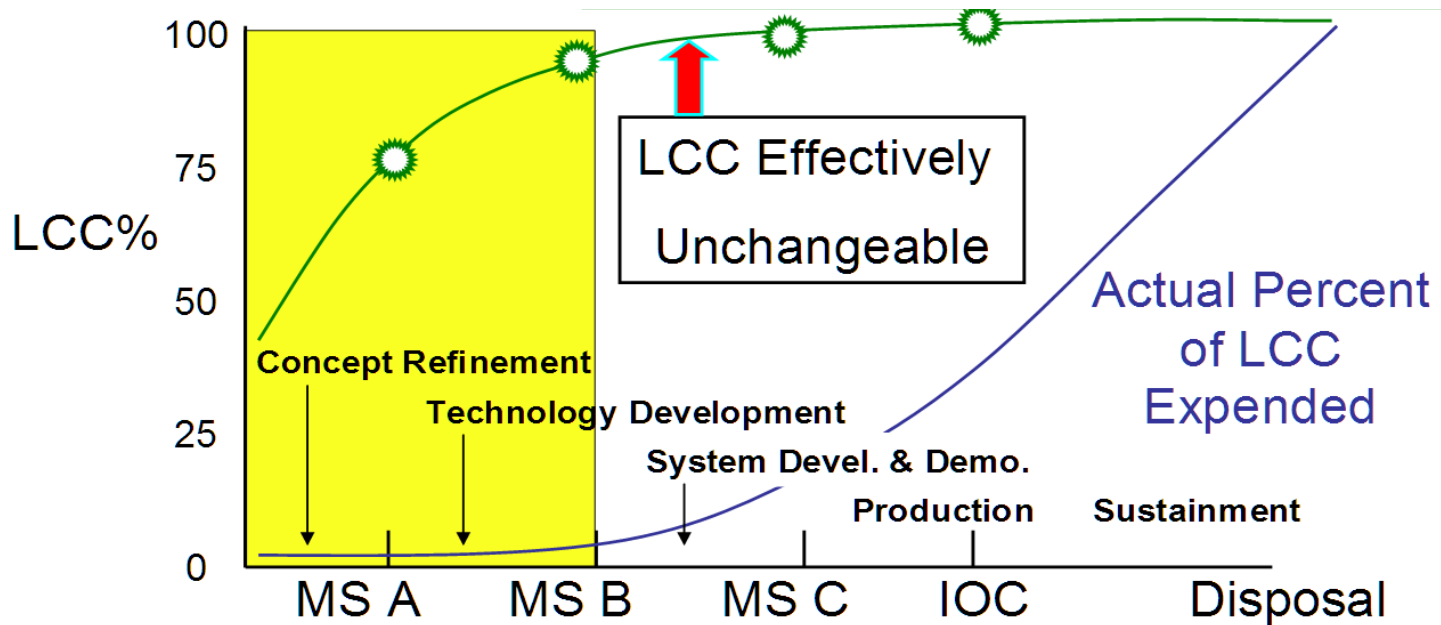 100
75
LCC%
50
25
0
LCC Effectively
Unchangeable
Actual Percent
of LCC
Expended
Concept Refinement
Technology Development
System Devel. & Demo.
Production
Sustainment
MS A
MS B
MS C
IOC
Disposal